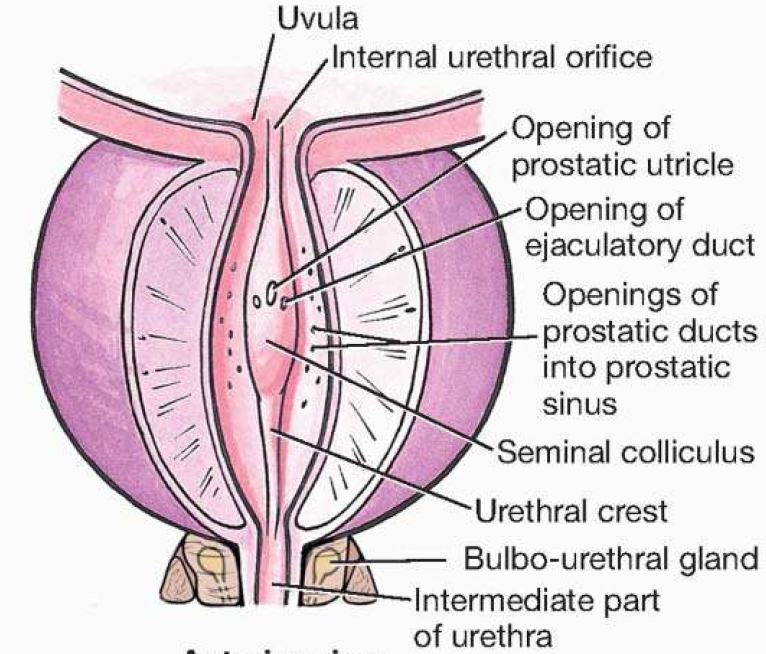 Uvula
Internal urethral orifice
Opening of
prostatic utricle
Opening of
ejaculatory duct
Openings of
prostatic ducts
into prostatic
sinus
Seminal colliculus
Urethral crest
Bulbo-urethral gland
Intermediate part
of urethra